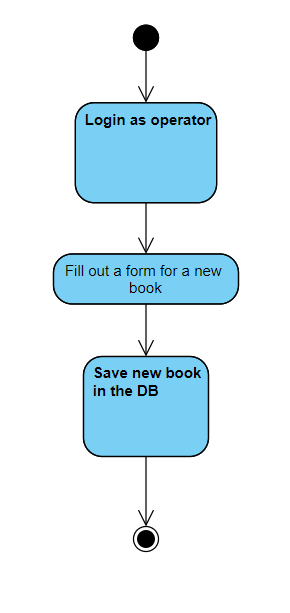 Login as operator
Fill out a form for a new
book
Save new book
in the DB